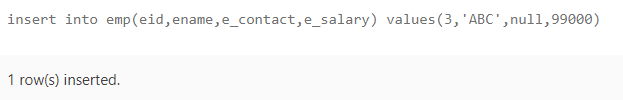 insert into emp(eid,ename,e_contact,e_salary) values(3,'ABC',null,99000)
1 row(s) inserted.